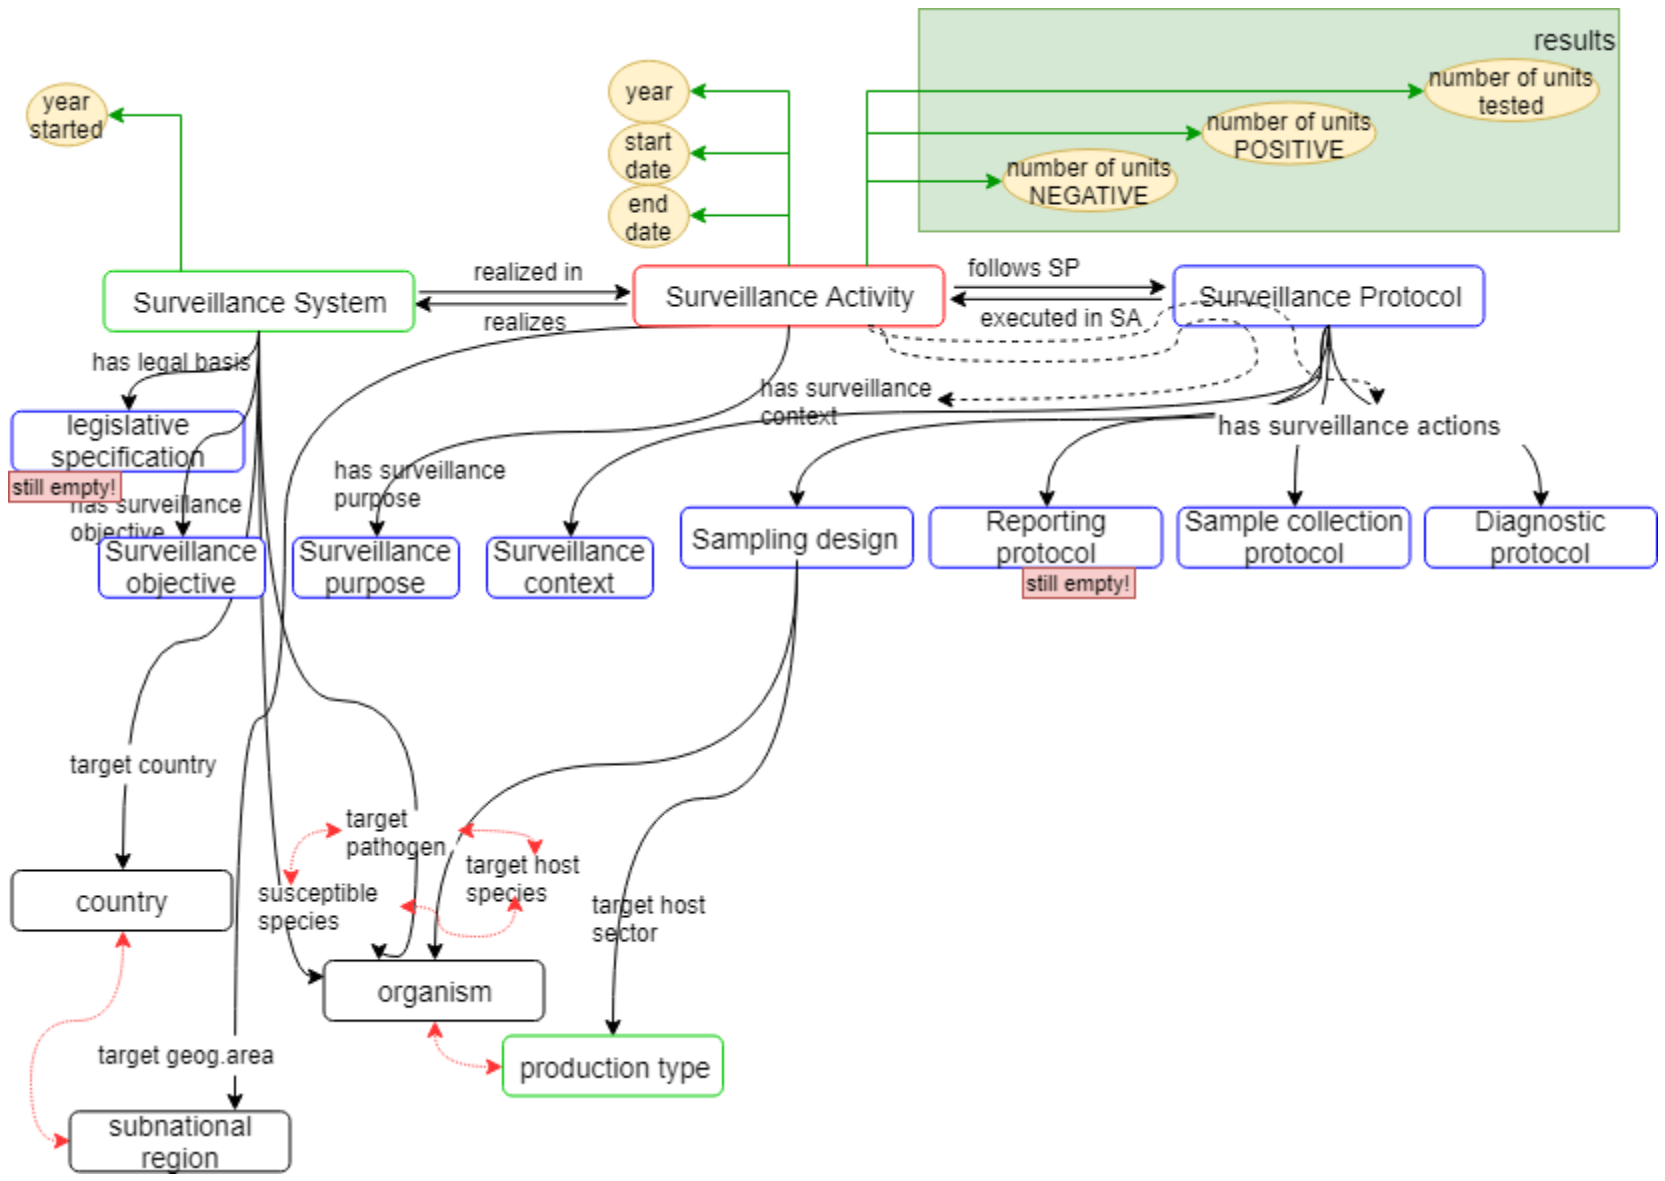 results
year
started
year
start
date
end
date
number of units
tested
number of units
POSITIVE
number of units
NEGATIVE
Surveillance System
realized in
realizes
Surveillance Activity
follows SP
executed in SA
Surveillance Protocol
has legal basis
legislative
specification
still empty!
has surveillance
objective
has surveillance
purpose
has surveillance
context
has surveillance actions
Surveillance
objective
Surveillance
purpose
Surveillance
context
Sampling design
Reporting
protocol
still empty!
Sample collection
protocol
Diagnostic
protocol
target country
target
pathogen
target host
species
susceptible
species
target host
sector
country
organism
production type
target geog.area
subnational
region